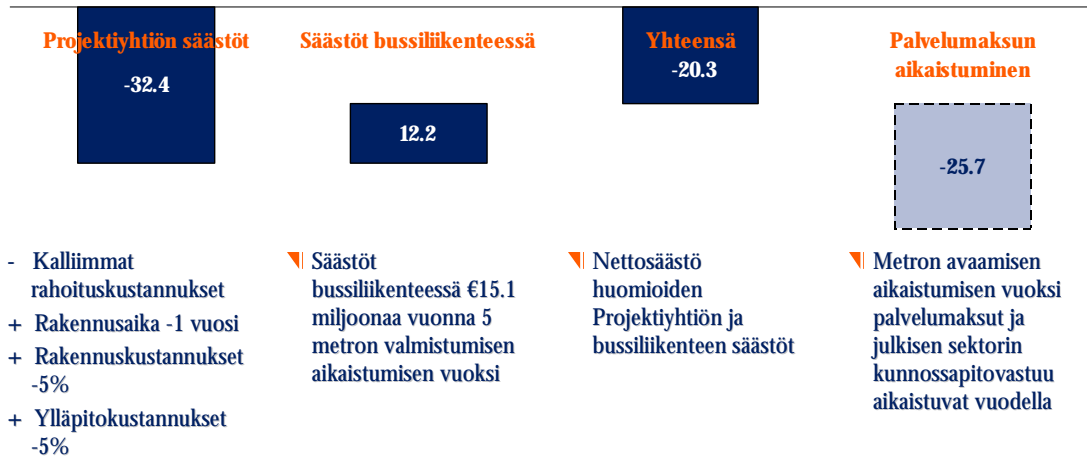 Projektiyhtiön säästöt
-32.4
Säästöt bussiliikenteessä
12.2
Yhteensä
-20.3
Palvelumaksun
aikaistuminen
-25.7
- Kalliimmat
rahoituskustannukset
+ Rakennusaika -1 vuosi
+ Rakennuskustannukset
-5%
+ Ylläpitokustannukset
-5%
Säästöt
bussiliikenteessä €15.1
miljoonaa vuonna 5
metron valmistumisen
aikaistumisen vuoksi
Nettosäästö
huomioiden
Projektiyhtiön ja
bussiliikenteen säästöt
Metron avaamisen
aikaistumisen vuoksi
palvelumaksut ja
julkisen sektorin
kunnossapitovastuu
aikaistuvat vuodella